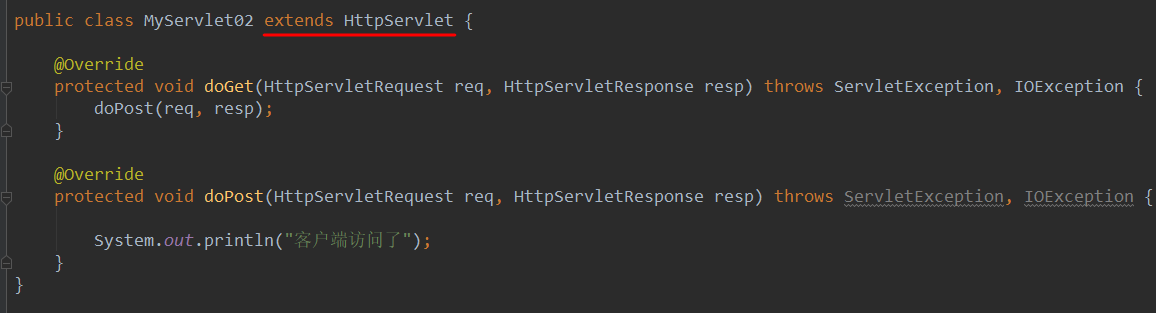 public class MyServlet02 extends HttpServlet {
@Override
protected void doGet(HttpServletRequest req, HttpServletResponse resp) throws ServletException, IOException {
doPost(req, resp);
}
@Override
protected void doPost(HttpServletRequest req, HttpServletResponse resp) throws ServletException, IOException {
System.out.println("客户端访问了");
}
}